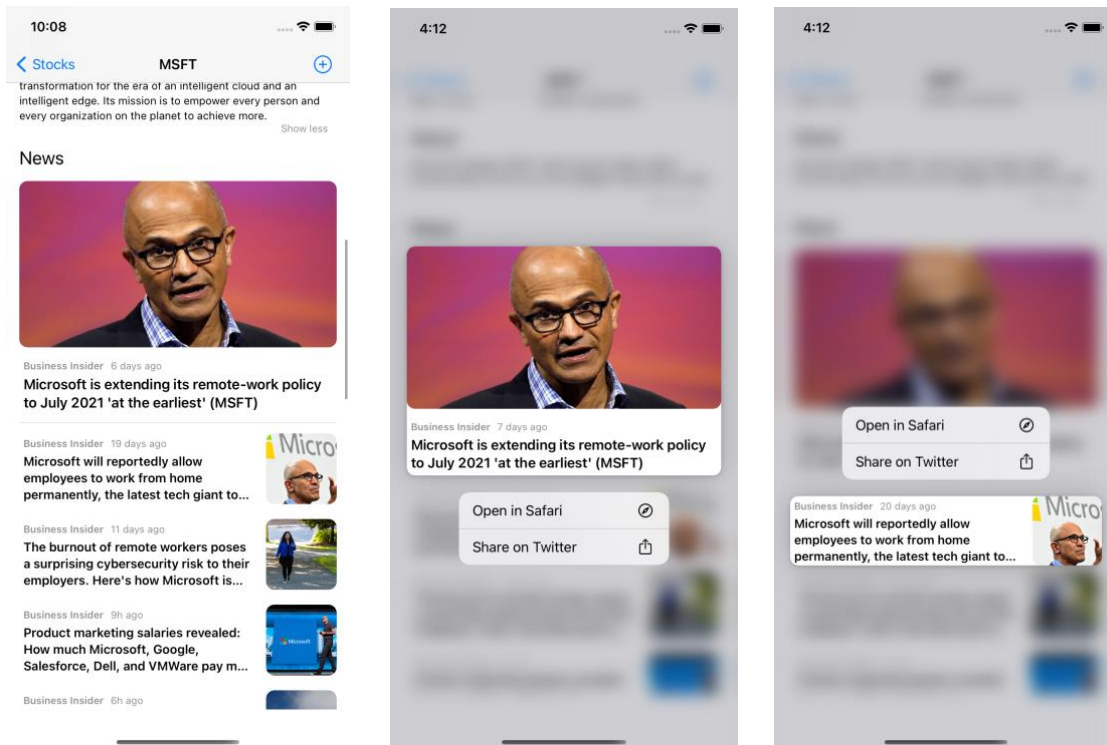 10:08
Stocks
MSFT
transformation for the era of an intelligent cloud and an
intelligent edge. Its mission is to empower every person and
every organization on the planet to achieve more.
Show less
News
Business Insider 6 days ago
Microsoft is extending its remote-work policy
to July 2021 'at the earliest' (MSFT)
Business Insider 19 days ago
Microsoft will reportedly allow
employees to work from home
permanently, the latest tech giant to...
Micro
Business Insider 11 days ago
The burnout of remote workers poses
a surprising cybersecurity risk to their
employers. Here's how Microsoft is...
Business Insider 9h ago
Product marketing salaries revealed:
How much Microsoft, Google,
Salesforce, Dell, and VMWare pay m...
Microsoft
Business Insider 6h ago
4:12
Business Insider 7 days ago
Microsoft is extending its remote-work policy
to July 2021 'at the earliest' (MSFT)
Open in Safari
Share on Twitter
4:12
Open in Safari
Share on Twitter
Business Insider 20 days ago
Microsoft will reportedly allow
employees to work from home
permanently, the latest tech giant to...
Micro